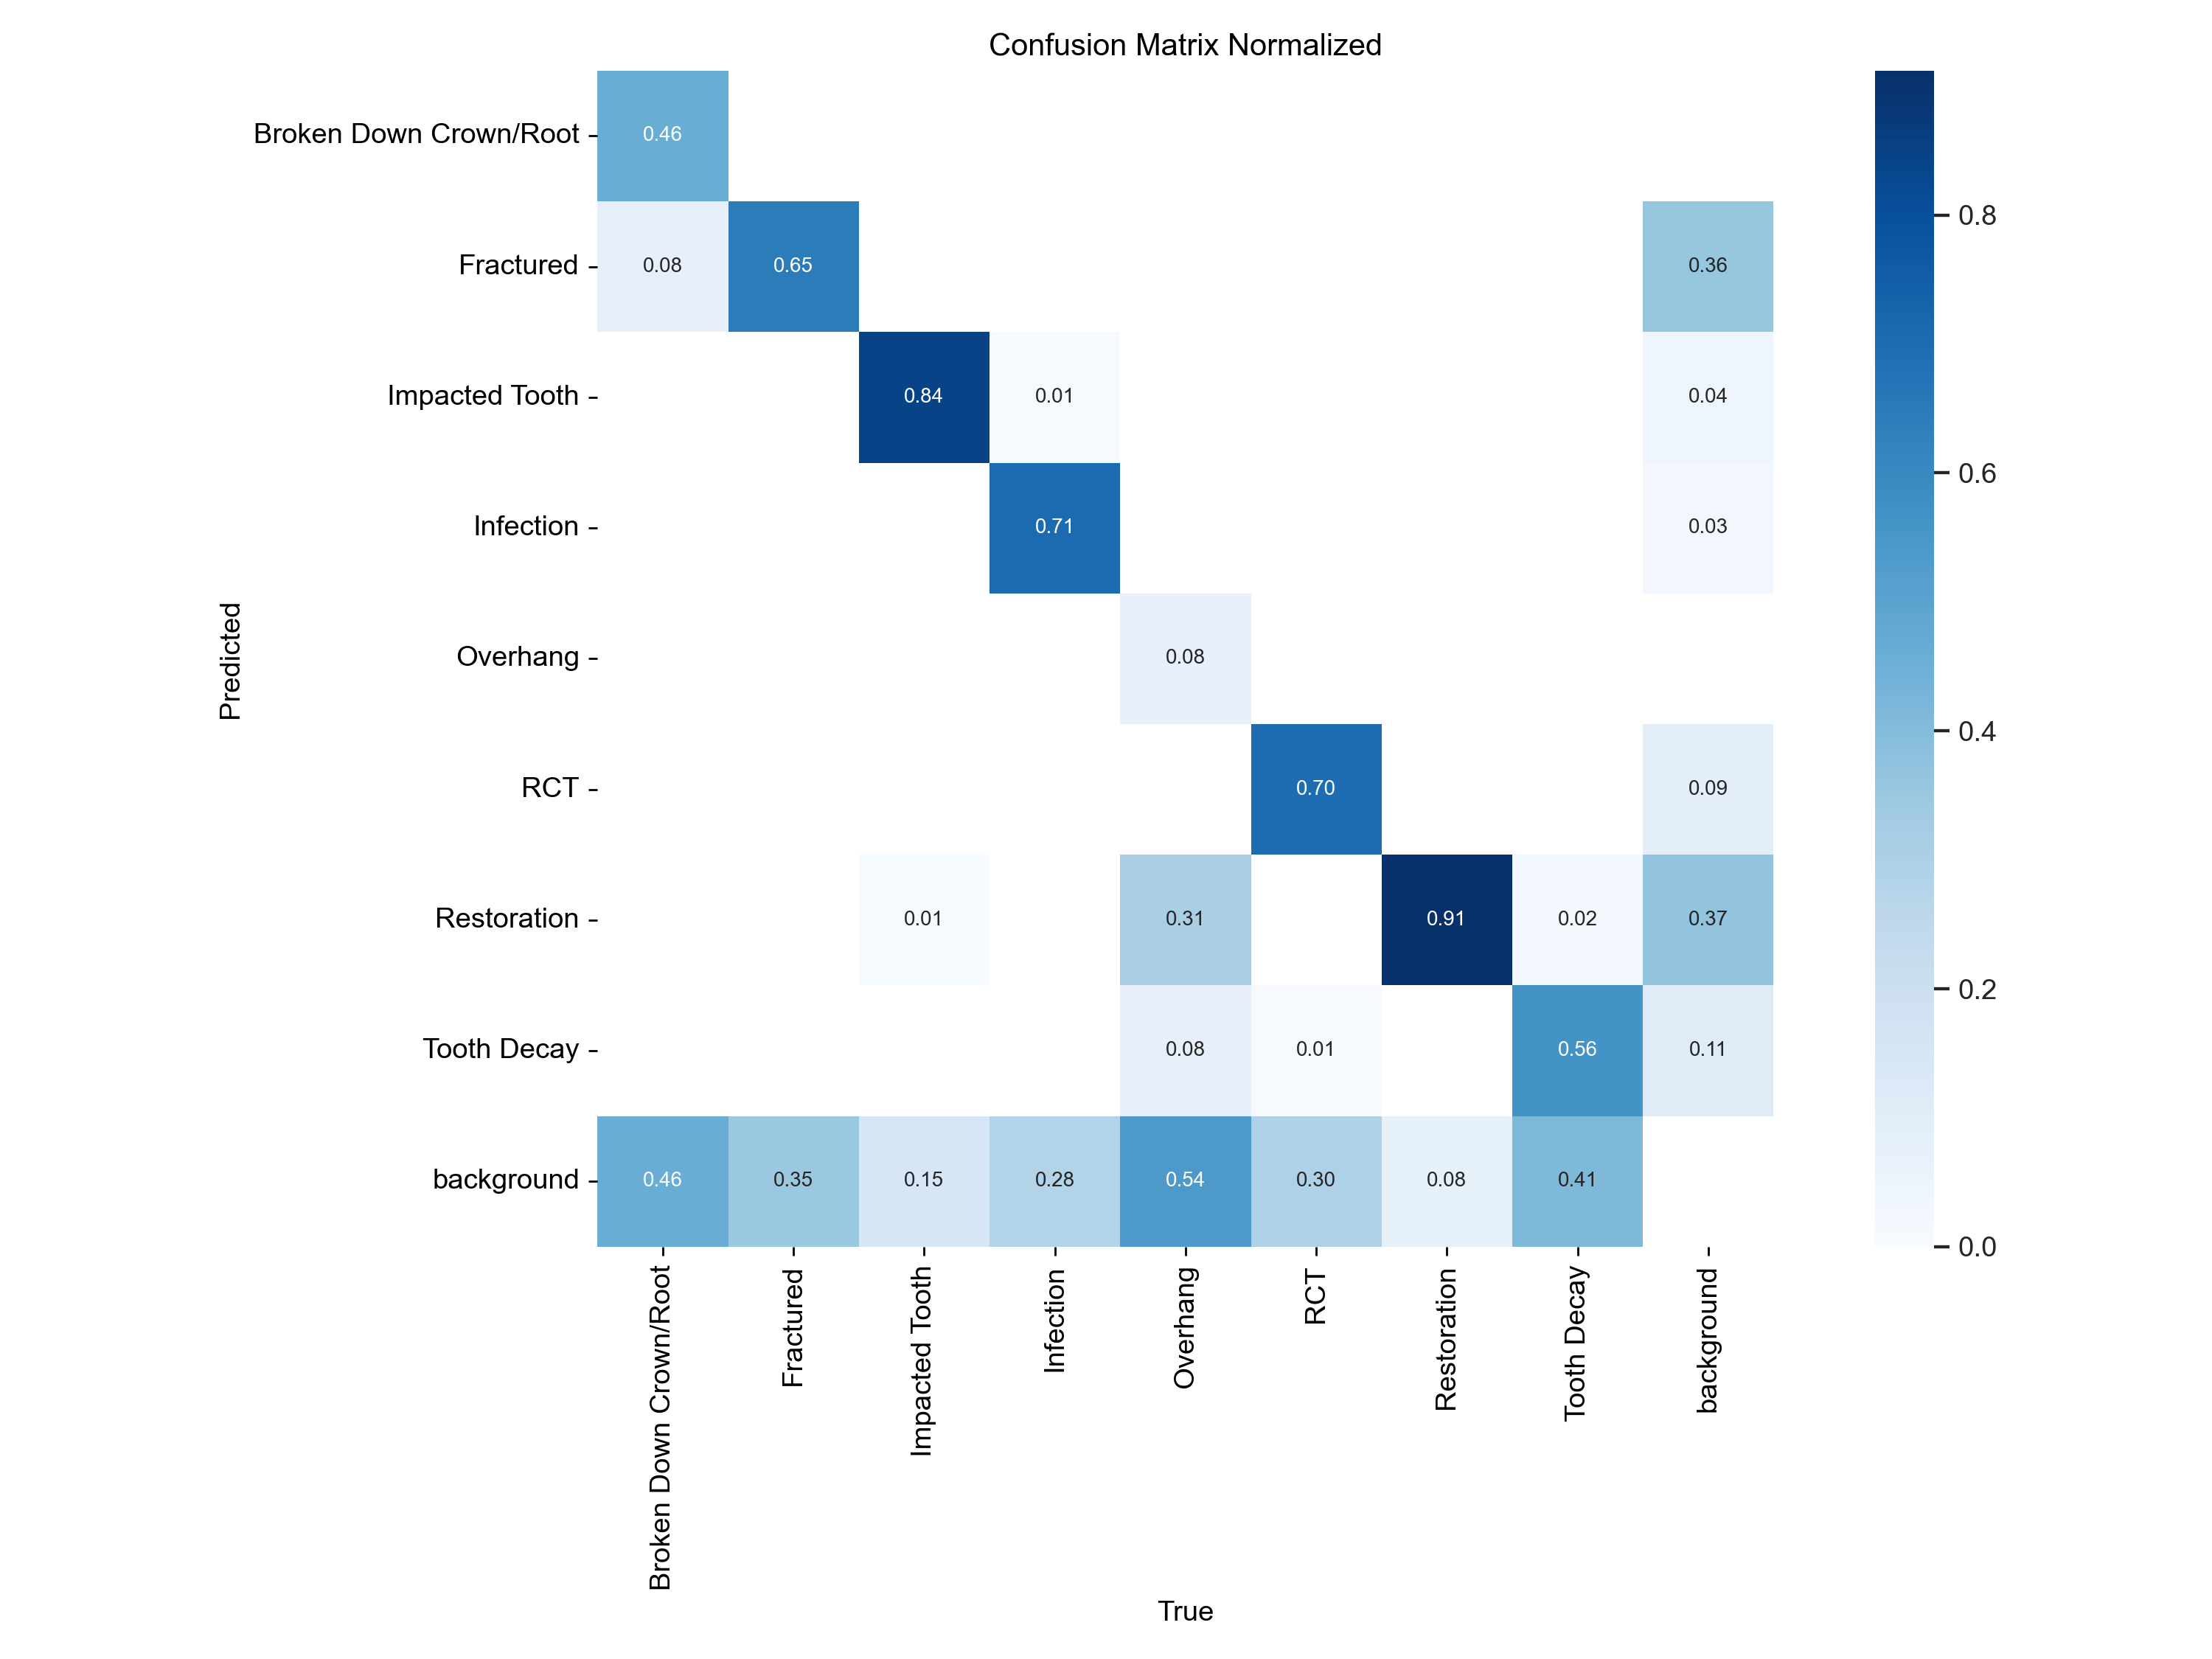 Confusion Matrix Normalized
Broken Down Crown/Root
0.46
Fractured
0.08 0.65 0.36
Impacted Tooth
0.84 0.01 0.04
Infection
0.71 0.03
Overhang
0.08
RCT
0.70 0.09
Restoration
0.01 0.31 0.91 0.02 0.37
Tooth Decay
0.08 0.01 0.56 0.11
background
0.46 0.35 0.15 0.28 0.54 0.30 0.08 0.41
Predicted
Broken Down Crown/Root
Fractured
Impacted Tooth
Infection
Overhang
RCT
Restoration
Tooth Decay
background
True
0.8
0.6
0.4
0.2
0.0